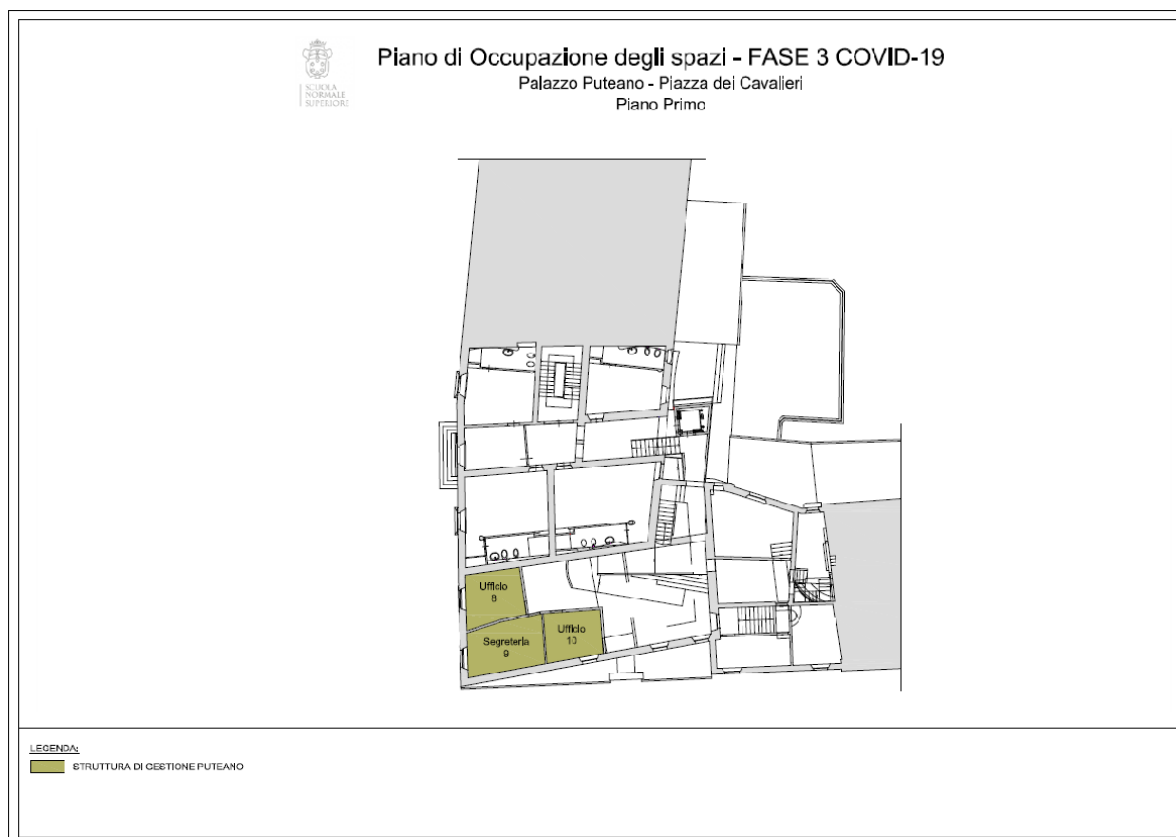 SCUOLA
NORMALE
SUPERIORE
Piano di Occupazione degli spazi - FASE 3 COVID-19
Palazzo Puteano - Piazza dei Cavalieri
Piano Primo
Ufficio
8
Segreteria
9
Ufficio
10
LEGENDA:
STRUTTURA DI GESTIONE PUTEANO